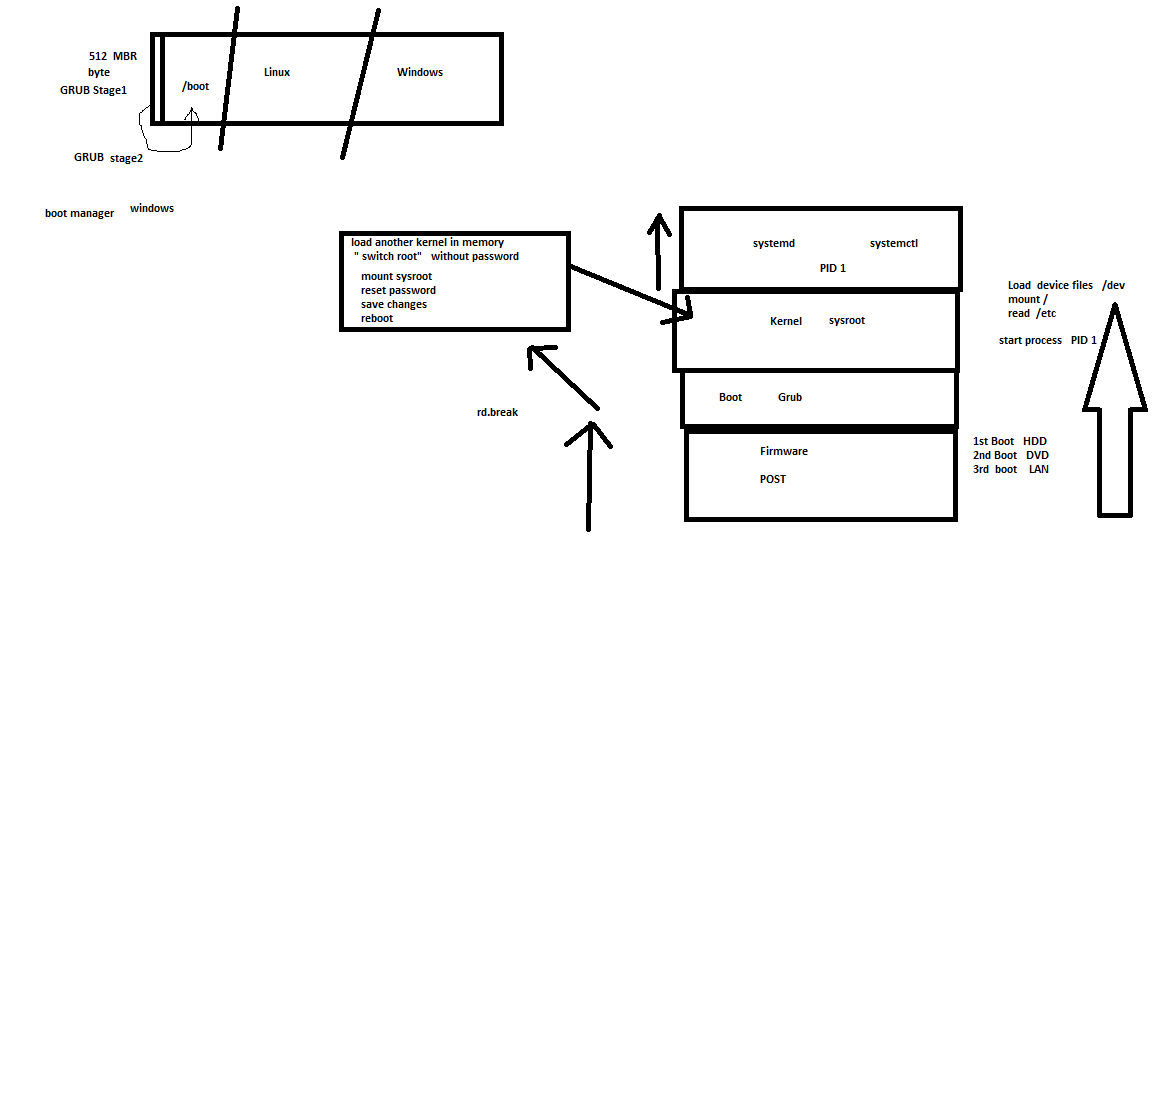 512 MBR
byte
GRUB Stage1
/boot
Linux
Windows
GRUB stage2
boot manager windows
load another kernel in memory
" switch root" without password
mount sysroot
reset password
save changes
reboot
rd.break
systemd systemctl
PID 1
Kernel sysroot
Boot Grub
Firmware
POST
Load device files /dev
mount /
read /etc
start process PID 1
1st Boot HDD
2nd Boot DVD
3rd boot LAN